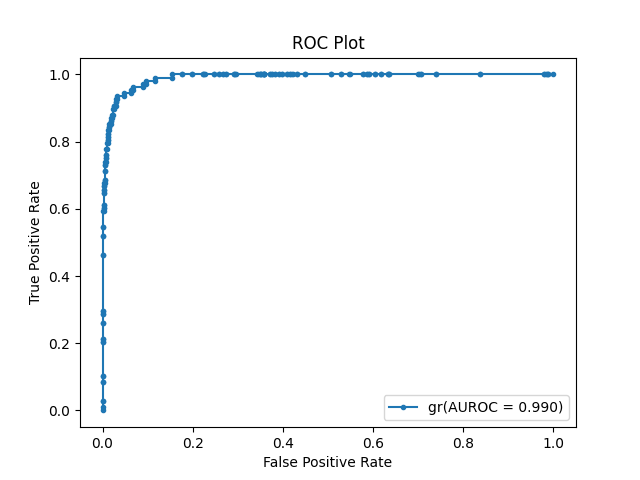 ROC Plot
True Positive Rate
1.0
0.8
0.6
0.4
0.2
0.0
0.0 0.2 0.4 0.6 0.8 1.0
False Positive Rate
gr(AUROC = 0.990)